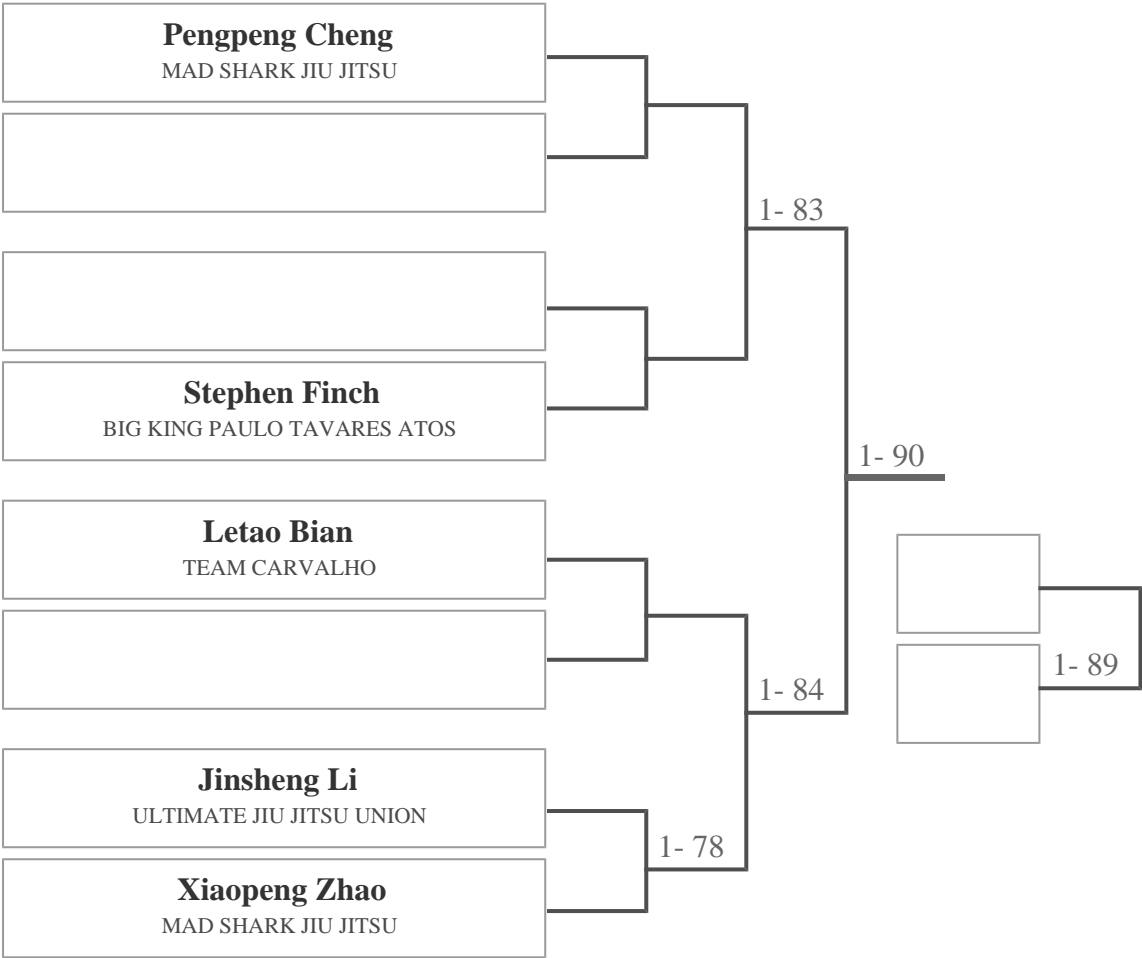 Pengpeng Cheng
MAD SHARK JIU JITSU
1- 83
Stephen Finch
BIG KING PAULO TAVARES ATOS
1- 90
Letao Bian
TEAM CARVALHO
1- 89
1- 84
Jinsheng Li
ULTIMATE JIU JITSU UNION
1- 78
Xiaopeng Zhao
MAD SHARK JIU JITSU